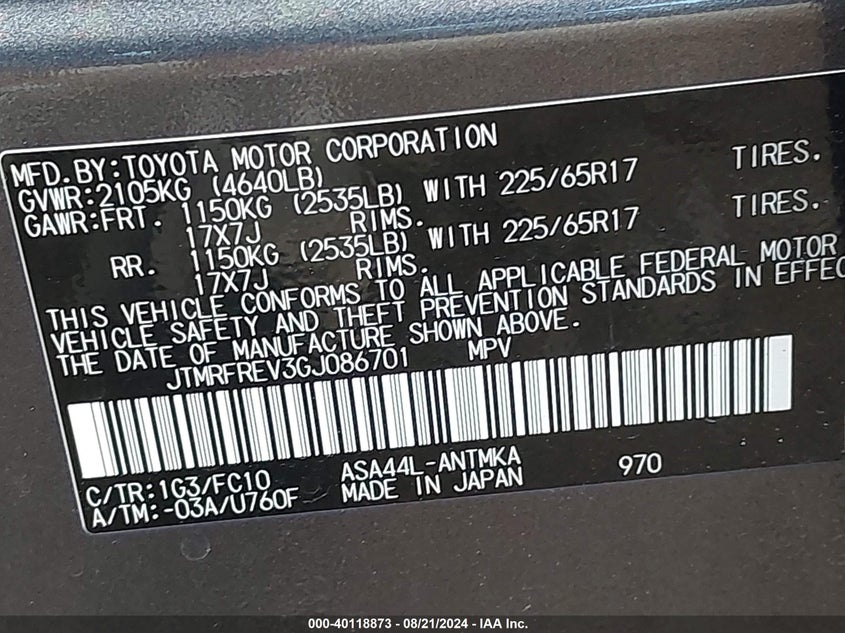 MFD.BY:TOYOTA MOTOR CORPORATION
GVWR:2105KG (4640LB)
GAWR:FRT. 1150KG (2535LB) WITH 225/65R17 TIRES.
17X7J RIMS.
RR. 1150KG (2535LB) WITH 225/65R17 TIRES.
17X7J RIMS.
THIS VEHICLE CONFORMS TO ALL APPLICABLE FEDERAL MOTOR
VEHICLE SAFETY AND THEFT PREVENTION STANDARDS IN EFFEC
THE DATE OF MANUFACTURE SHOWN ABOVE.
JTMRFREV3GJ086701 MPV
C/TR:1G3/FC10 ASA44L-ANTMKA 970
A/TM:-03A/U760F MADE IN JAPAN
000-40118873 - 08/21/2024 - IAA Inc.